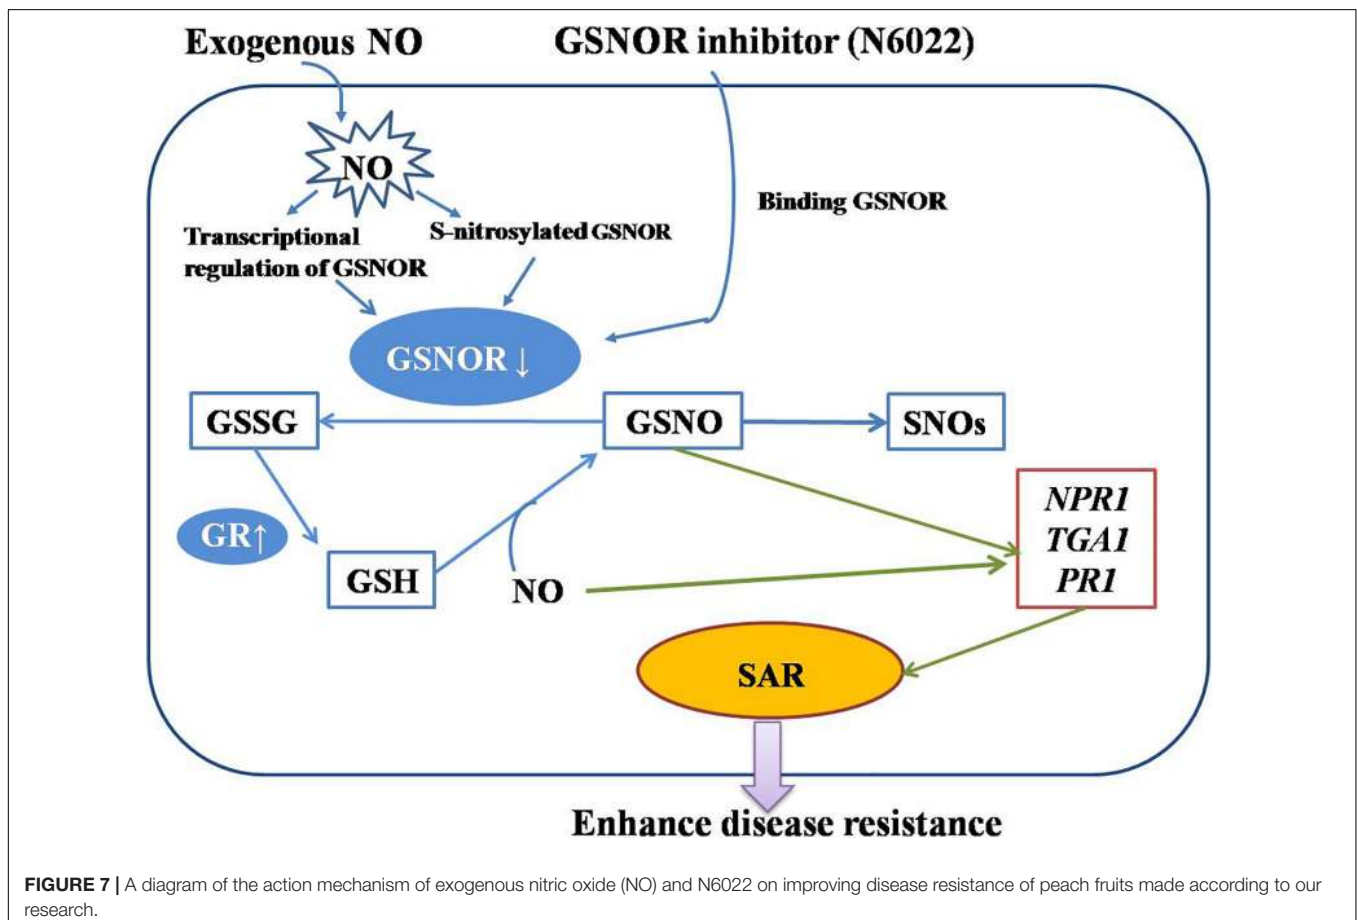 Exogenous NO
GSNOR inhibitor (N6022)
NO
Binding GSNOR
Transcriptional
regulation of GSNOR
S-nitrosylated GSNOR
GSNOR ↓
GSSG
GSNO
SNOs
NPR1
TGA1
PR1
GR↑
GSH
NO
SAR
Enhance disease resistance
FIGURE 7 | A diagram of the action mechanism of exogenous nitric oxide (NO) and N6022 on improving disease resistance of peach fruits made according to our
research.